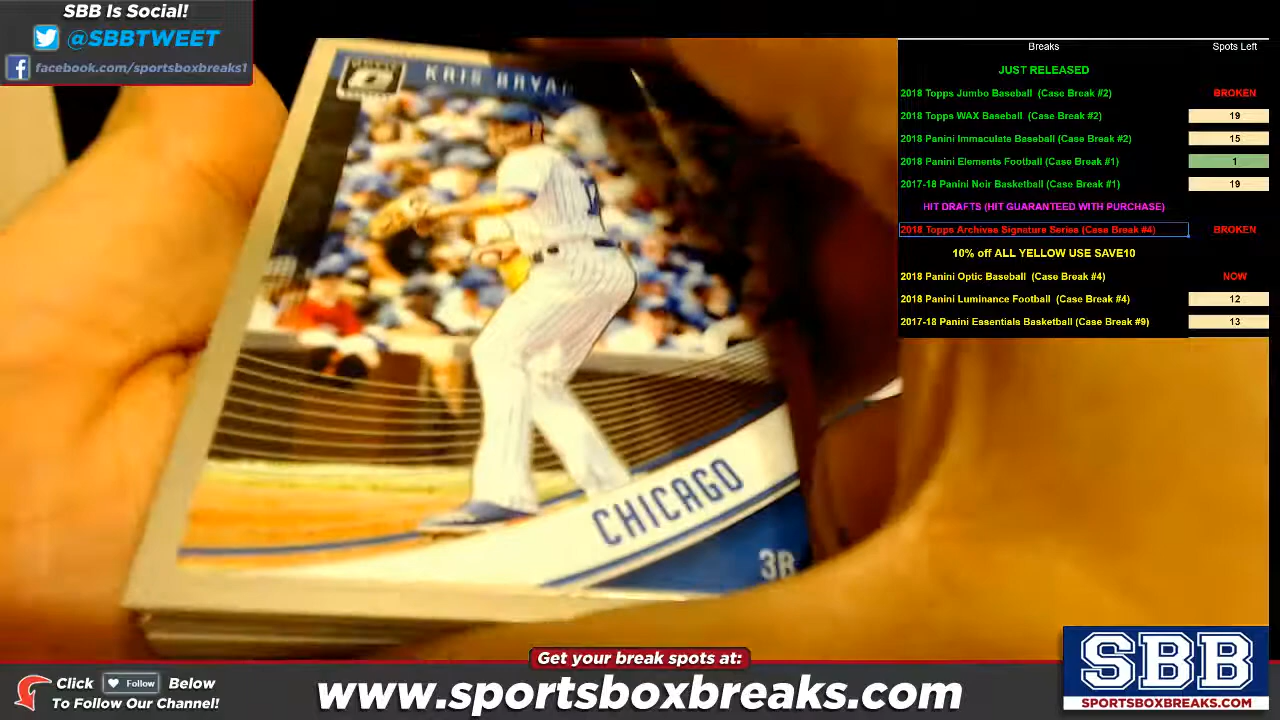 SBB Is Social!
@SBBTWEET
facebook.com/sportsboxbreaks1
KRIS BRYAN
CHICAGO
3B
Breaks Spots Left
JUST RELEASED
2018 Topps Jumbo Baseball (Case Break #2) BROKEN
2018 Topps WAX Baseball (Case Break #2) 19
2018 Panini Immaculate Baseball (Case Break #2) 15
2018 Panini Elements Football (Case Break #1) 1
2017-18 Panini Noir Basketball (Case Break #1) 19
HIT DRAFTS (HIT GUARANTEED WITH PURCHASE)
2018 Topps Archives Signature Series (Case Break #4) BROKEN
10% off ALL YELLOW USE SAVE10
2018 Panini Optic Baseball (Case Break #4) NOW
2018 Panini Luminance Football (Case Break #4) 12
2017-18 Panini Essentials Basketball (Case Break #9) 13
Get your break spots at:
www.sportsboxbreaks.com
Click Follow Below
To Follow Our Channel!
SBB
SPORTSBOXBREAKS.COM